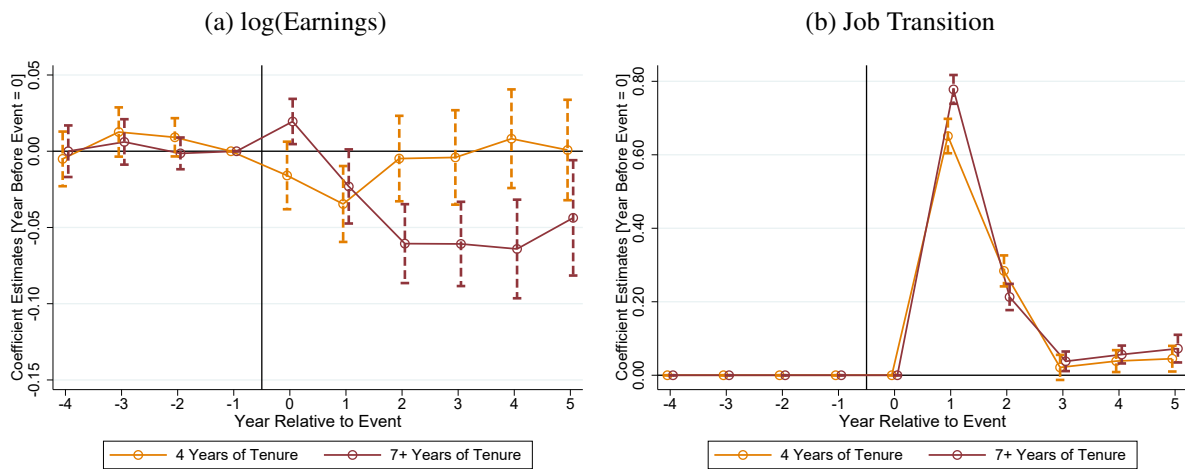 (a) log(Earnings)
Coefficient Estimates [Year Before Event = 0]
0.05
0.00
-0.05
-0.10
-0.15
-4 -3 -2 -1 0 1 2 3 4 5
Year Relative to Event
4 Years of Tenure 7+ Years of Tenure
(b) Job Transition
Coefficient Estimates [Year Before Event = 0]
0.80
0.60
0.40
0.20
0.00
-4 -3 -2 -1 0 1 2 3 4 5
Year Relative to Event
4 Years of Tenure 7+ Years of Tenure